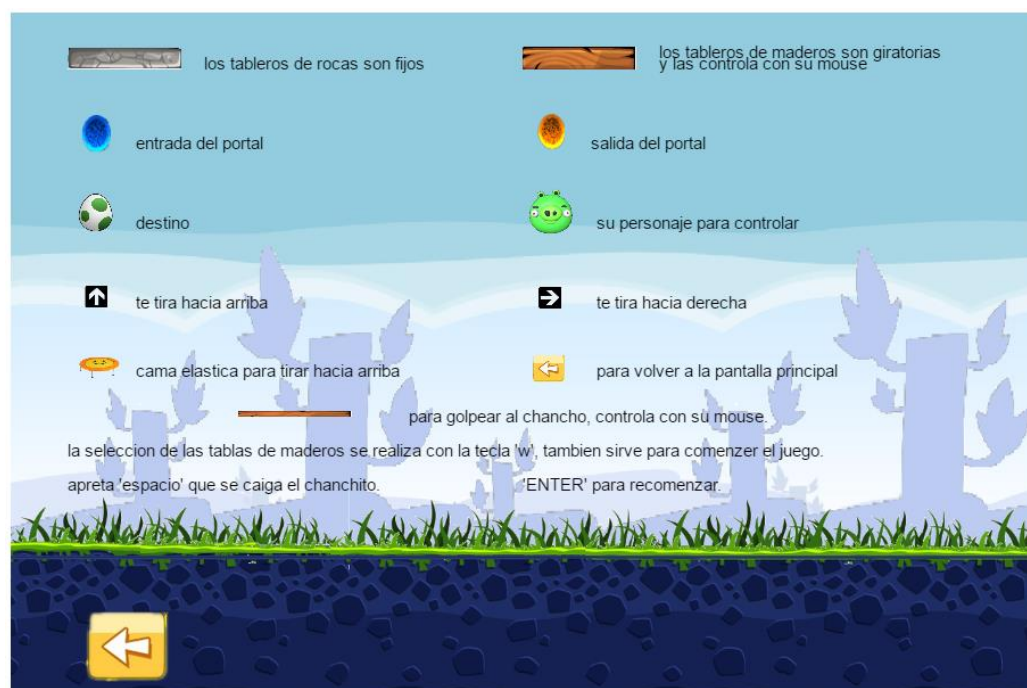 los tableros de rocas son fijos
los tableros de maderos son giratorias
y las controla con su mouse
entrada del portal
salida del portal
destino
su personaje para controlar
te tira hacia arriba
te tira hacia derecha
cama elastica para tirar hacia arriba
para volver a la pantalla principal
para golpear al chancho, controla con su mouse.
la seleccion de las tablas de maderos se realiza con la tecla 'w', tambien sirve para comenzer el juego.
apreta 'espacio' que se caiga el chanchito.
'ENTER' para recomenzar.